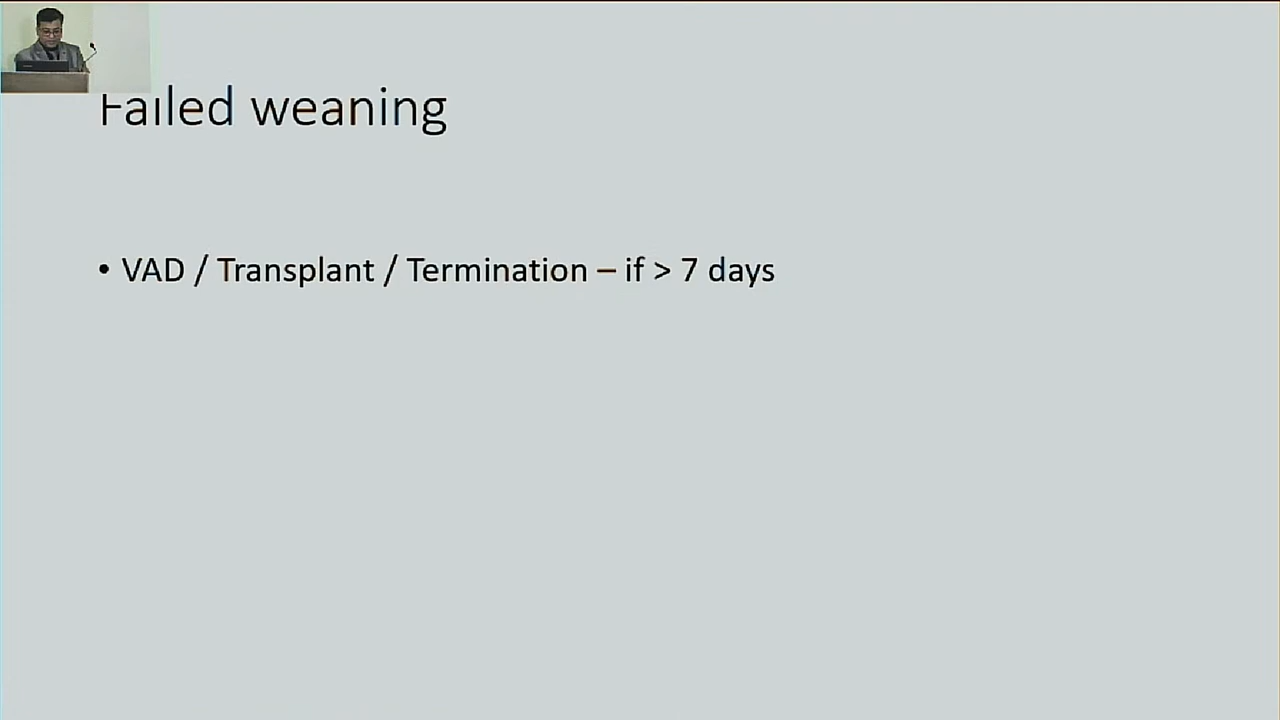 Failed weaning
• VAD / Transplant / Termination – if > 7 days